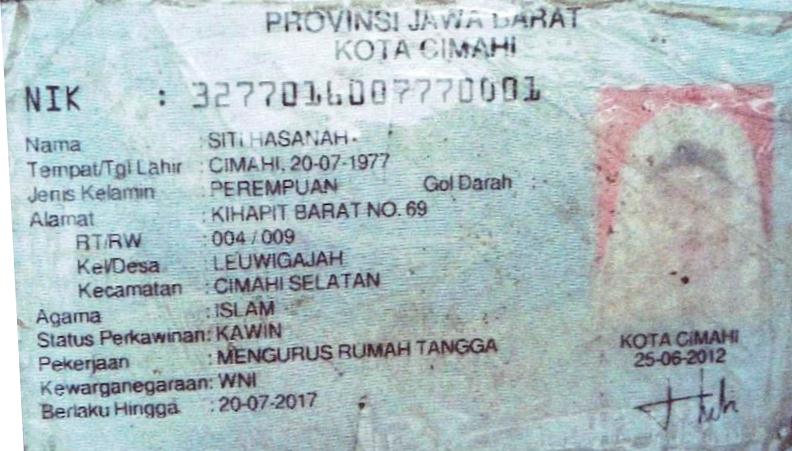 PROVINSI JAWA BARAT
KOTA CIMAHI
NIK :
Nama : SITI HASANAH
Tempat/Tgl Lahir : CIMAHI, 20-07-1977
Jenis Kelamin : PEREMPUAN Gol Darah : -
Alamat : KIHAPIT BARAT NO. 69
RT/RW : 004 / 009
Kel/Desa : LEUWIGAJAH
Kecamatan : CIMAHI SELATAN
Agama : ISLAM
Status Perkawinan: KAWIN
Pekerjaan : MENGURUS RUMAH TANGGA
Kewarganegaraan: WNI
Berlaku Hingga : 20-07-2017
KOTA CIMAHI
25-06-2012